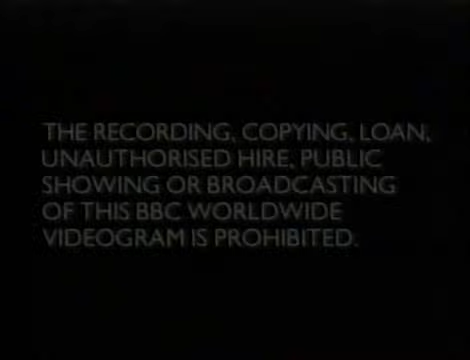 THE RECORDING, COPYING, LOAN,
UNAUTHORISED HIRE, PUBLIC
SHOWING OR BROADCASTING
OF THIS BBC WORLDWIDE
VIDEOGRAM IS PROHIBITED.